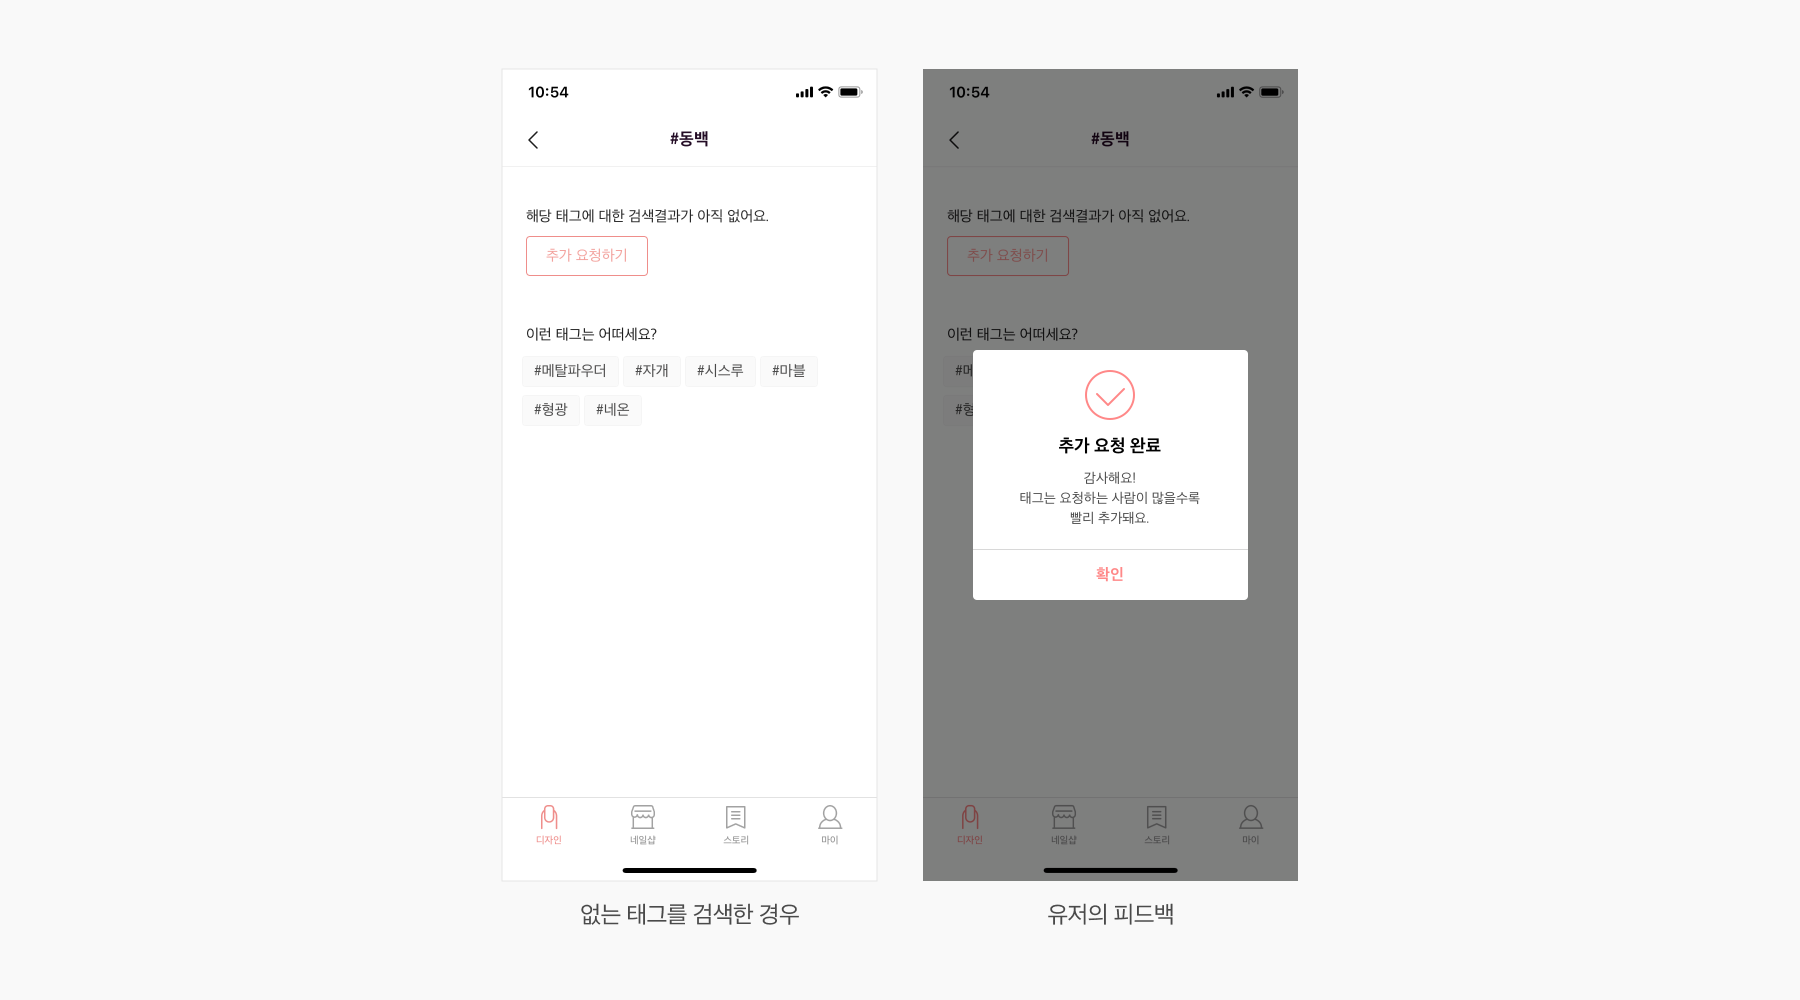 10:54
#동백
해당 태그에 대한 검색결과가 아직 없어요.
추가 요청하기
이런 태그는 어떠세요?
#메탈파우더 #자개 #시스루 #마블
#형광 #네온
디자인 네일샵 스토리 마이
없는 태그를 검색한 경우
10:54
#동백
해당 태그에 대한 검색결과가 아직 없어요.
추가 요청하기
이런 태그는 어떠세요?
#메
#형
추가 요청 완료
감사해요!
태그는 요청하는 사람이 많을수록
빨리 추가돼요.
확인
디자인 네일샵 스토리 마이
유저의 피드백